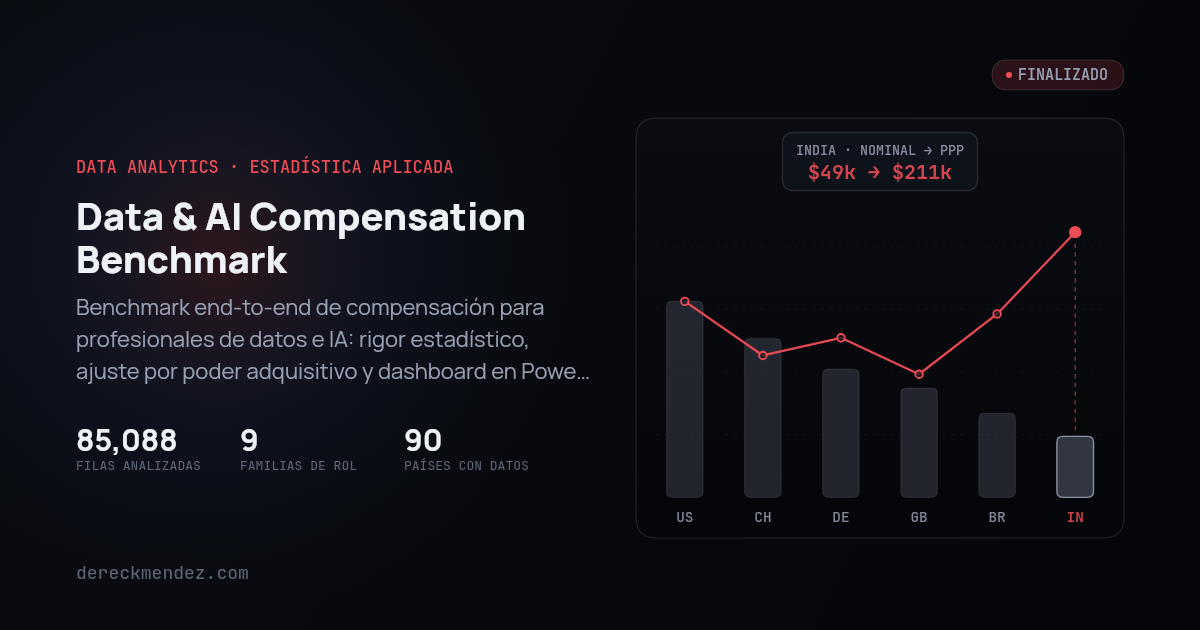 FINALIZADO
DATA ANALYTICS · ESTADÍSTICA APLICADA
Data & AI Compensation
Benchmark
Benchmark end-to-end de compensación para
profesionales de datos e IA: rigor estadístico,
ajuste por poder adquisitivo y dashboard en Powe…
85,088
FILAS ANALIZADAS
9
FAMILIAS DE ROL
90
PAÍSES CON DATOS
dereckmendez.com
INDIA · NOMINAL → PPP
$49k → $211k
US CH DE GB BR IN